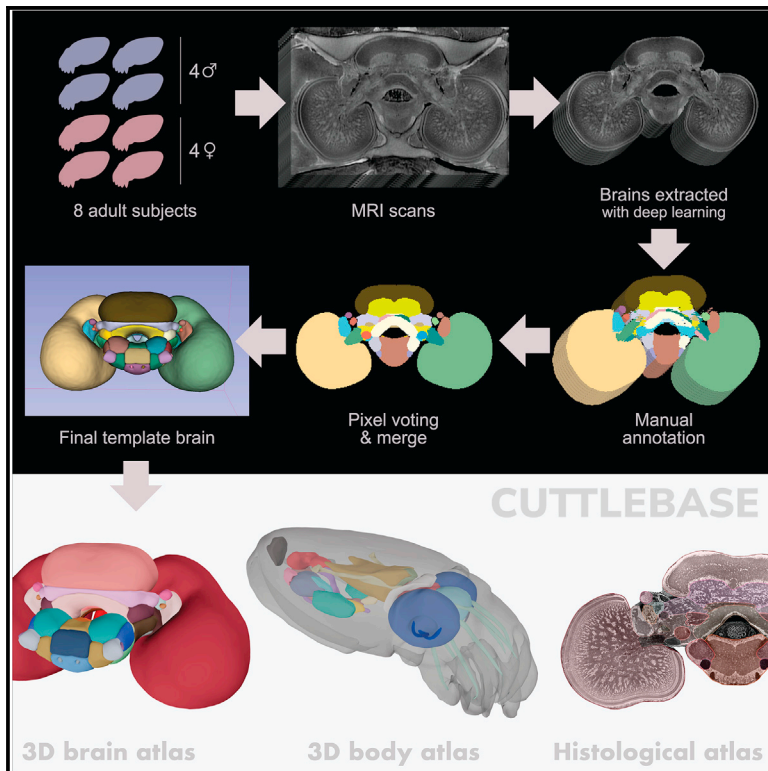 4♂
4♀
8 adult subjects
MRI scans
Brains extracted
with deep learning
Final template brain
Pixel voting
& merge
Manual
annotation
CUTTLEBASE
3D brain atlas
3D body atlas
Histological atlas